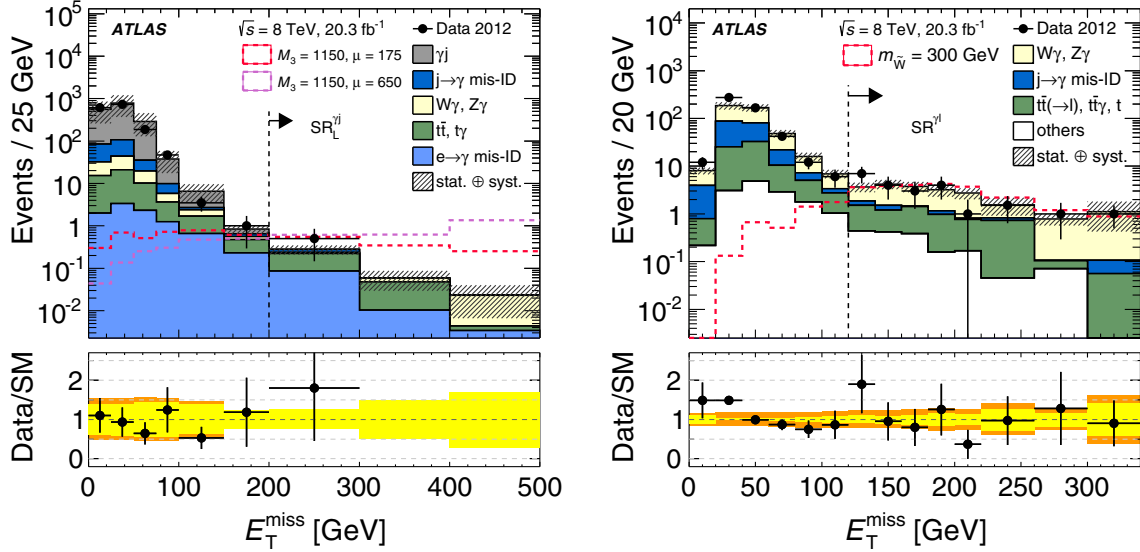 ATLAS
√s = 8 TeV, 20.3 fb⁻¹
M₃ = 1150, μ = 175
M₃ = 1150, μ = 650
Data 2012
γj
j→γ mis-ID
Wγ, Zγ
tt̄, tγ
e→γ mis-ID
stat. ⊕ syst.
SR_L^γj
Events / 25 GeV
10⁵
10⁴
10³
10²
10
1
10⁻¹
10⁻²
Data/SM
2
1
0
0 100 200 300 400 500
E_T^miss [GeV]
ATLAS
√s = 8 TeV, 20.3 fb⁻¹
m_W̃ = 300 GeV
Data 2012
Wγ, Zγ
j→γ mis-ID
tt̄(→l), tt̄γ, t
others
stat. ⊕ syst.
SR^γl
Events / 20 GeV
10⁴
10³
10²
10
1
10⁻¹
10⁻²
Data/SM
2
1
0
0 50 100 150 200 250 300
E_T^miss [GeV]